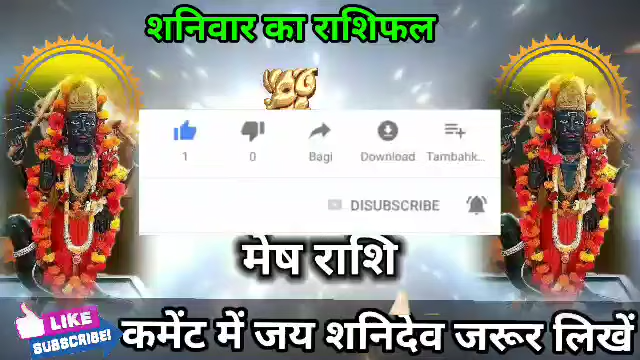 शनिवार का राशिफल
1 0 Bagi Download Tambahk...
DISUBSCRIBE
मेष राशि
LIKE
SUBSCRIBE!
कमेंट में जय शनिदेव जरूर लिखें